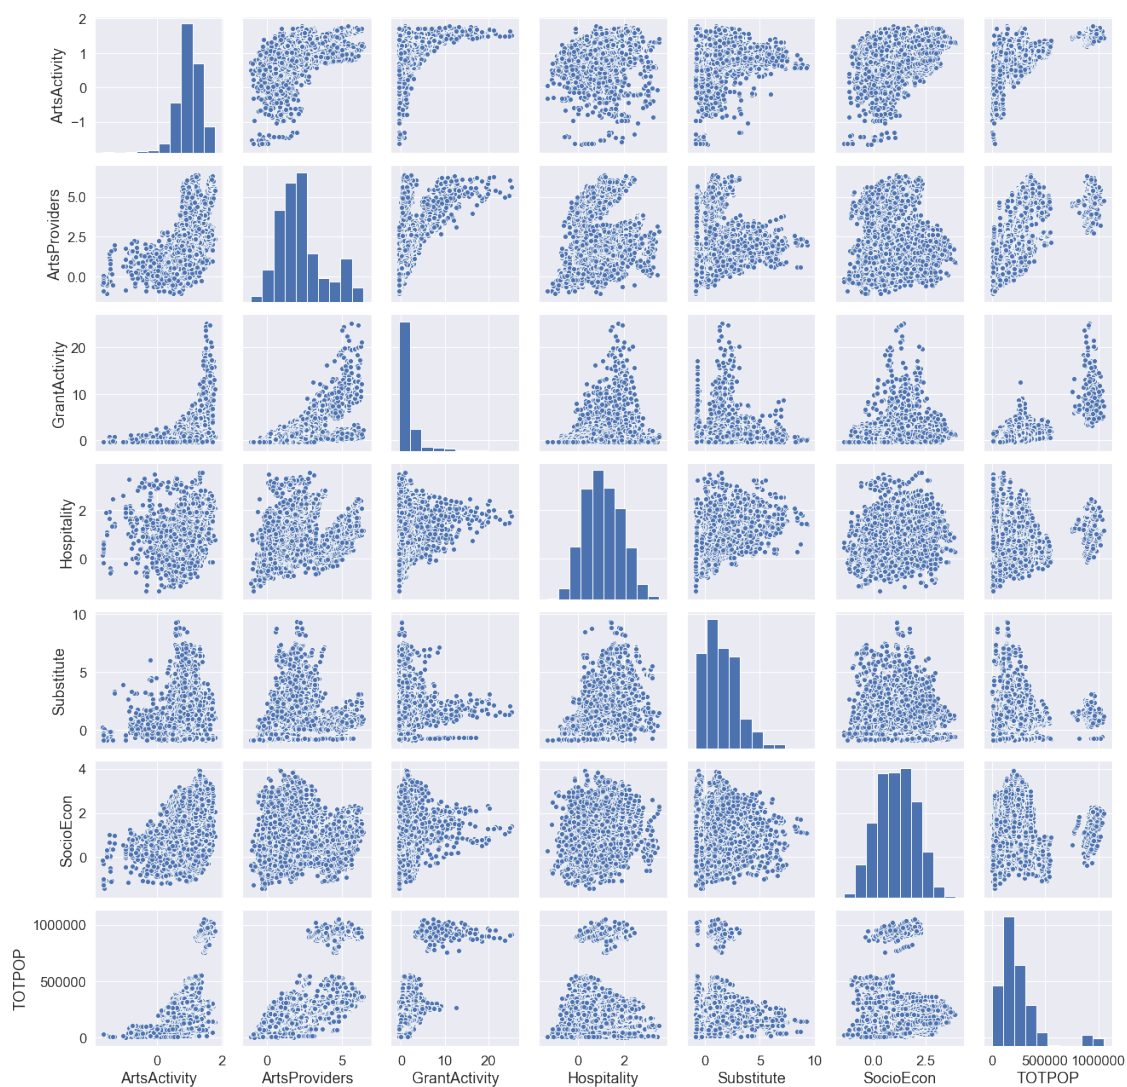 2
1
0
−1
ArtsActivity
5.0
2.5
0.0
ArtsProviders
20
10
0
GrantActivity
2
0
Hospitality
10
5
0
Substitute
4
2
0
SocioEcon
1000000
500000
0
TOTPOP
0 2 0 5 0 10 20 0 2 0 5 10 0.0 2.5 0 500000 1000000
ArtsActivity ArtsProviders GrantActivity Hospitality Substitute SocioEcon TOTPOP